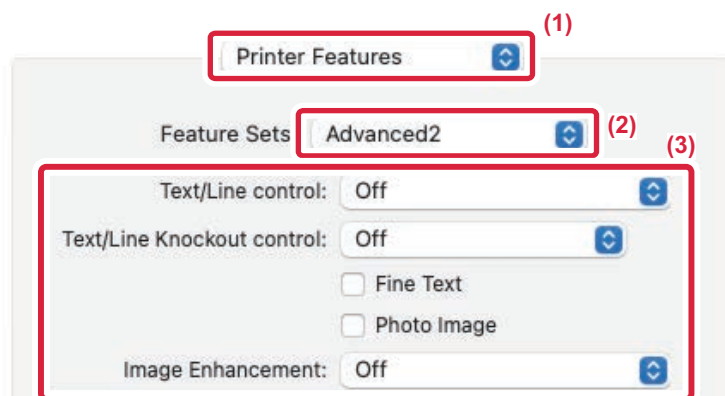 (1)
Printer Features
Feature Sets Advanced2 (2)
(3)
Text/Line control: Off
Text/Line Knockout control: Off
Fine Text
Photo Image
Image Enhancement: Off